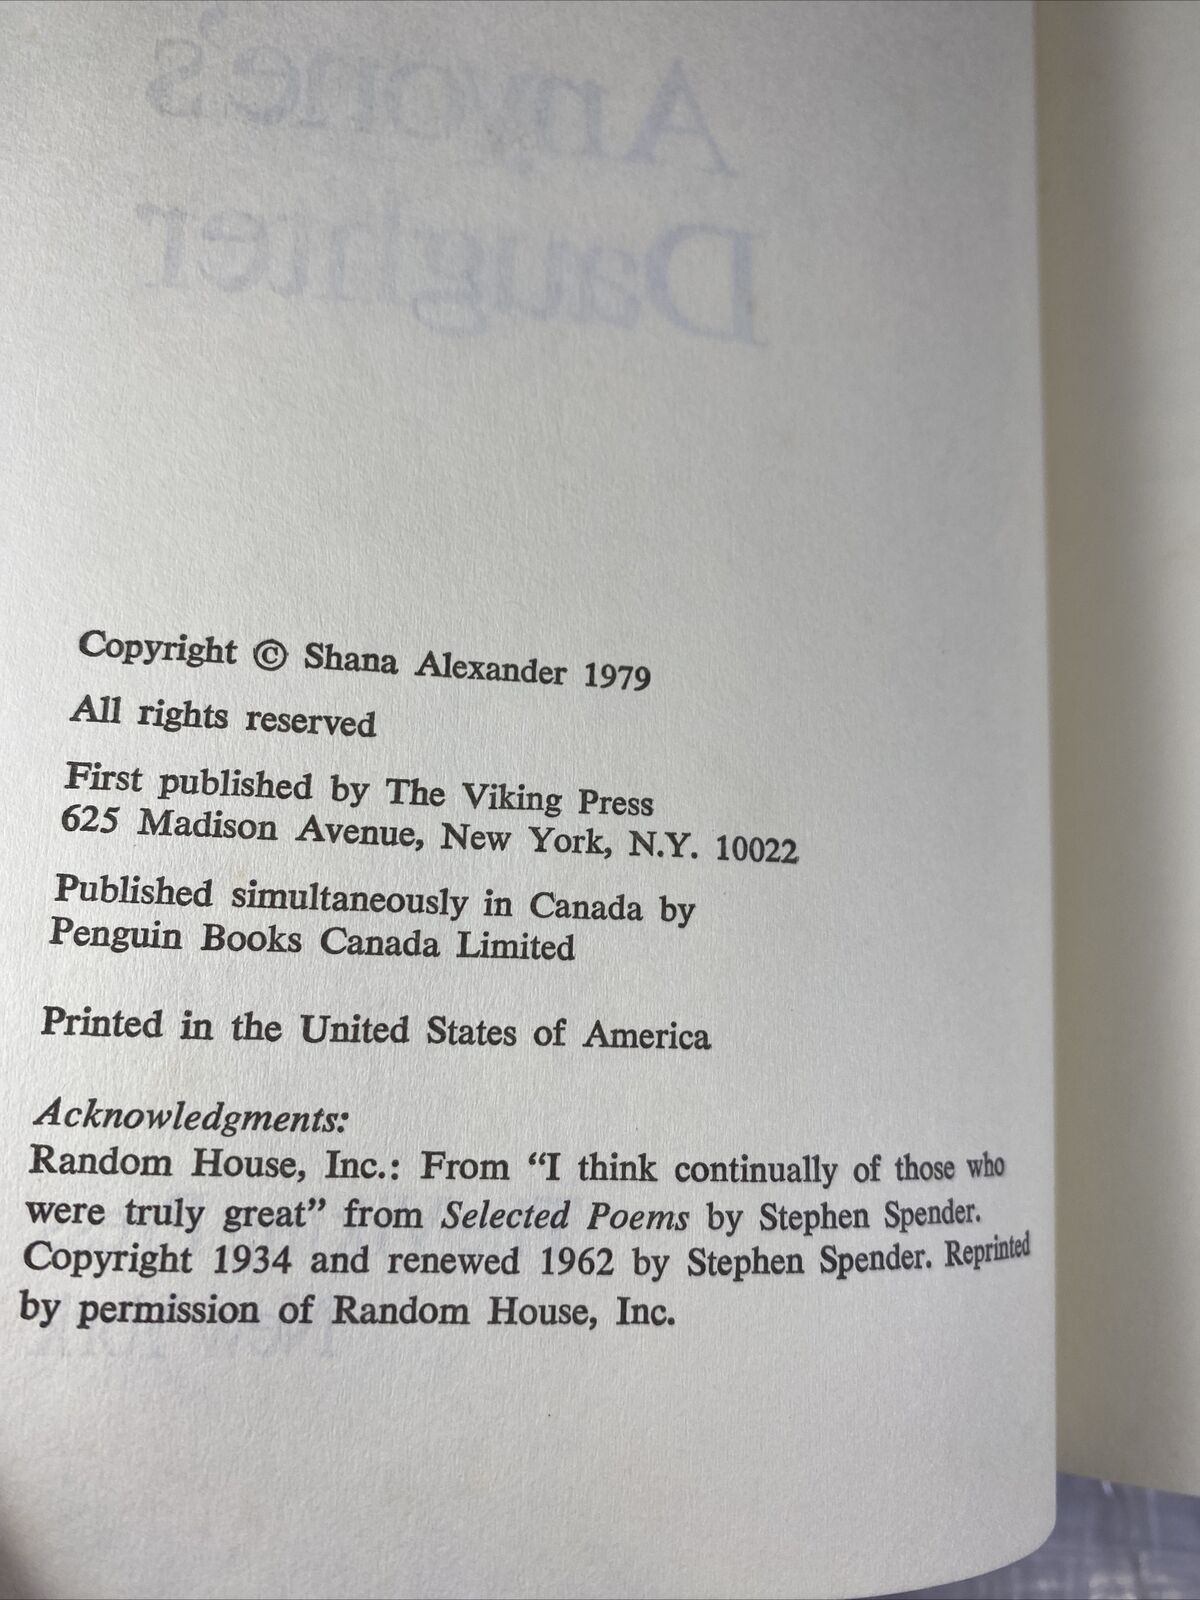 Anyone's
Daughter
Copyright © Shana Alexander 1979
All rights reserved
First published by The Viking Press
625 Madison Avenue, New York, N.Y. 10022
Published simultaneously in Canada by
Penguin Books Canada Limited
Printed in the United States of America
Acknowledgments:
Random House, Inc.: From “I think continually of those who
were truly great” from Selected Poems by Stephen Spender.
Copyright 1934 and renewed 1962 by Stephen Spender. Reprinted
by permission of Random House, Inc.